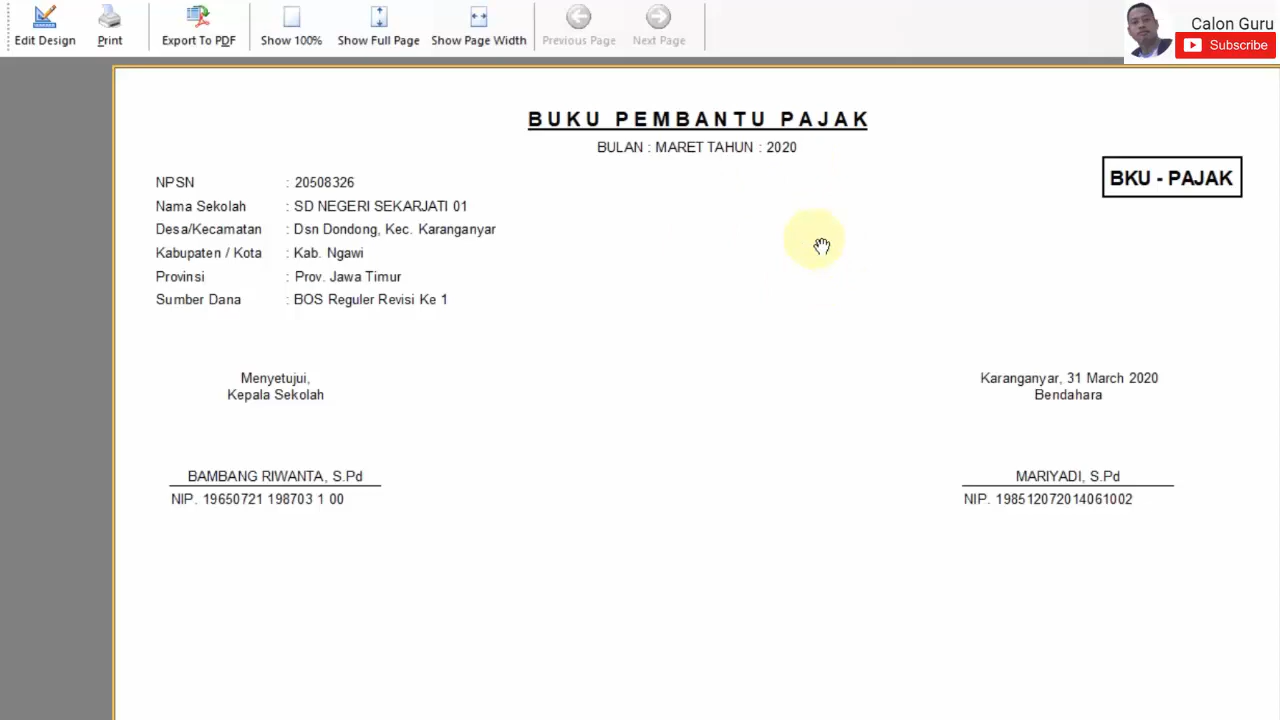 Edit Design Print Export To PDF Show 100% Show Full Page Show Page Width Previous Page Next Page
Calon Guru
Subscribe
BUKU PEMBANTU PAJAK
BULAN : MARET TAHUN : 2020
BKU - PAJAK
NPSN : 20508326
Nama Sekolah : SD NEGERI SEKARJATI 01
Desa/Kecamatan : Dsn Dondong, Kec. Karanganyar
Kabupaten / Kota : Kab. Ngawi
Provinsi : Prov. Jawa Timur
Sumber Dana : BOS Reguler Revisi Ke 1
Menyetujui,
Kepala Sekolah
BAMBANG RIWANTA, S.Pd
NIP. 19650721 198703 1 00
Karanganyar, 31 March 2020
Bendahara
MARIYADI, S.Pd
NIP. 198512072014061002